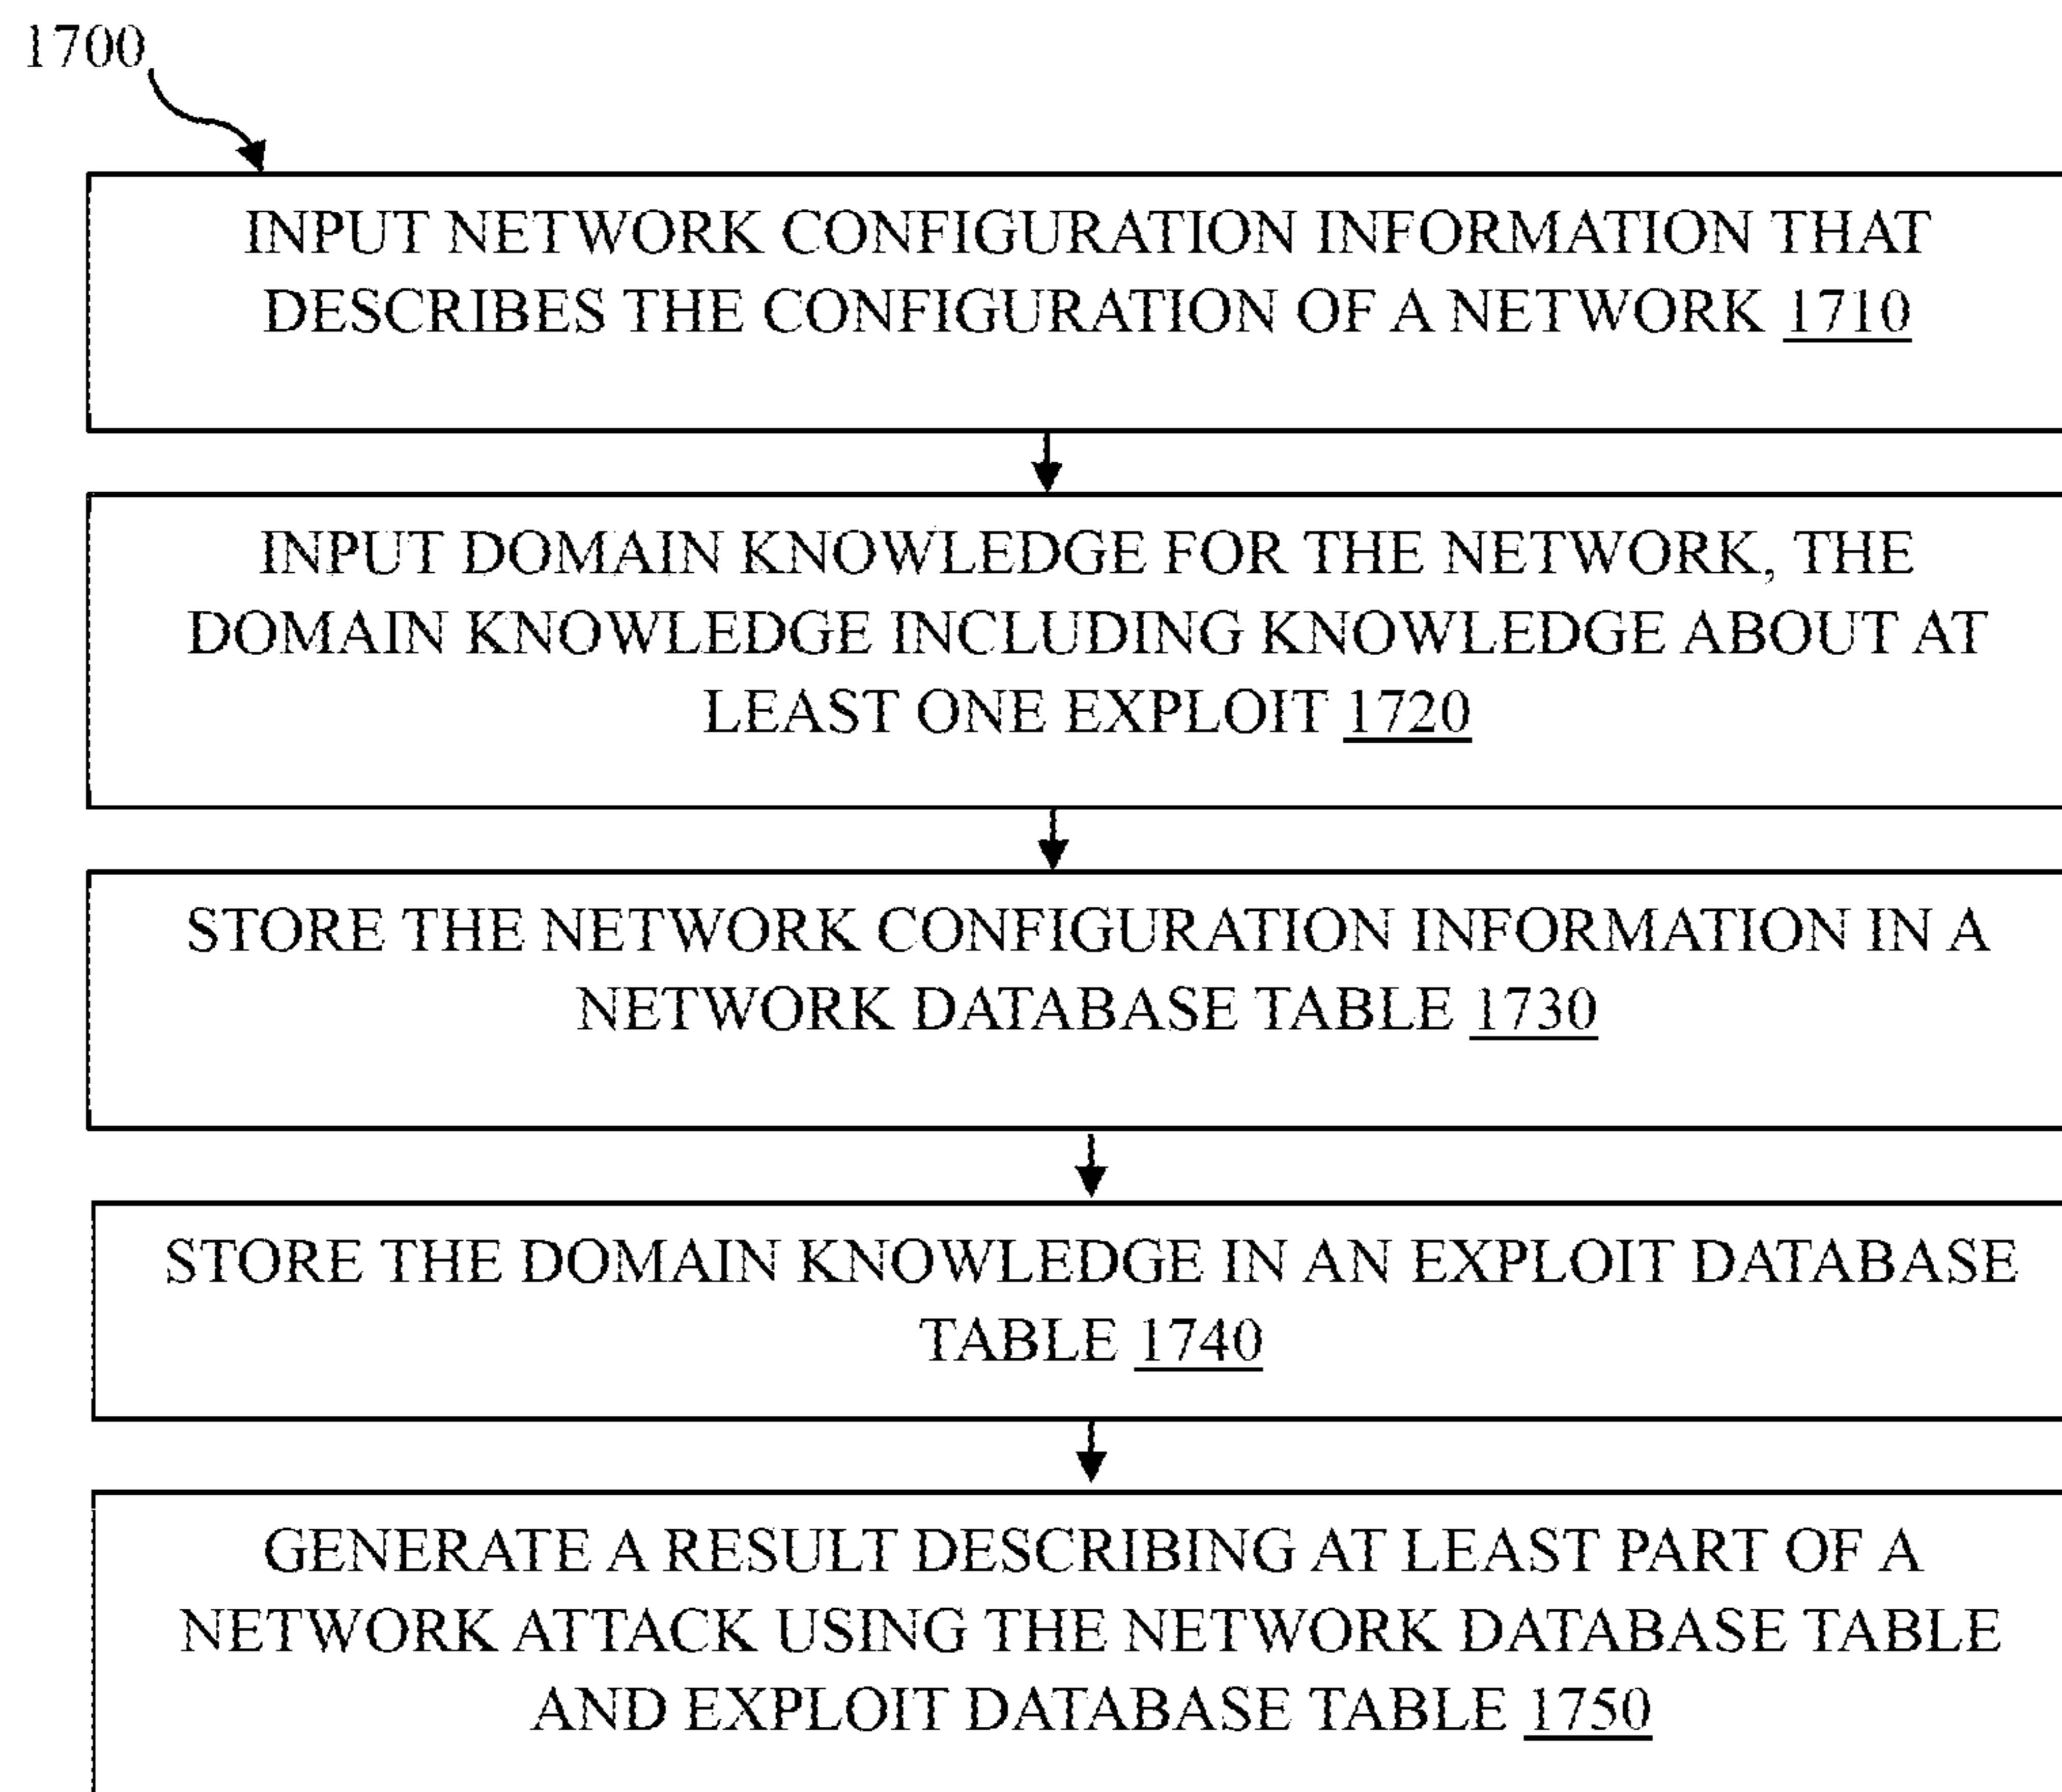 1700
INPUT NETWORK CONFIGURATION INFORMATION THAT
DESCRIBES THE CONFIGURATION OF A NETWORK 1710
INPUT DOMAIN KNOWLEDGE FOR THE NETWORK, THE
DOMAIN KNOWLEDGE INCLUDING KNOWLEDGE ABOUT AT
LEAST ONE EXPLOIT 1720
STORE THE NETWORK CONFIGURATION INFORMATION IN A
NETWORK DATABASE TABLE 1730
STORE THE DOMAIN KNOWLEDGE IN AN EXPLOIT DATABASE
TABLE 1740
GENERATE A RESULT DESCRIBING AT LEAST PART OF A
NETWORK ATTACK USING THE NETWORK DATABASE TABLE
AND EXPLOIT DATABASE TABLE 1750